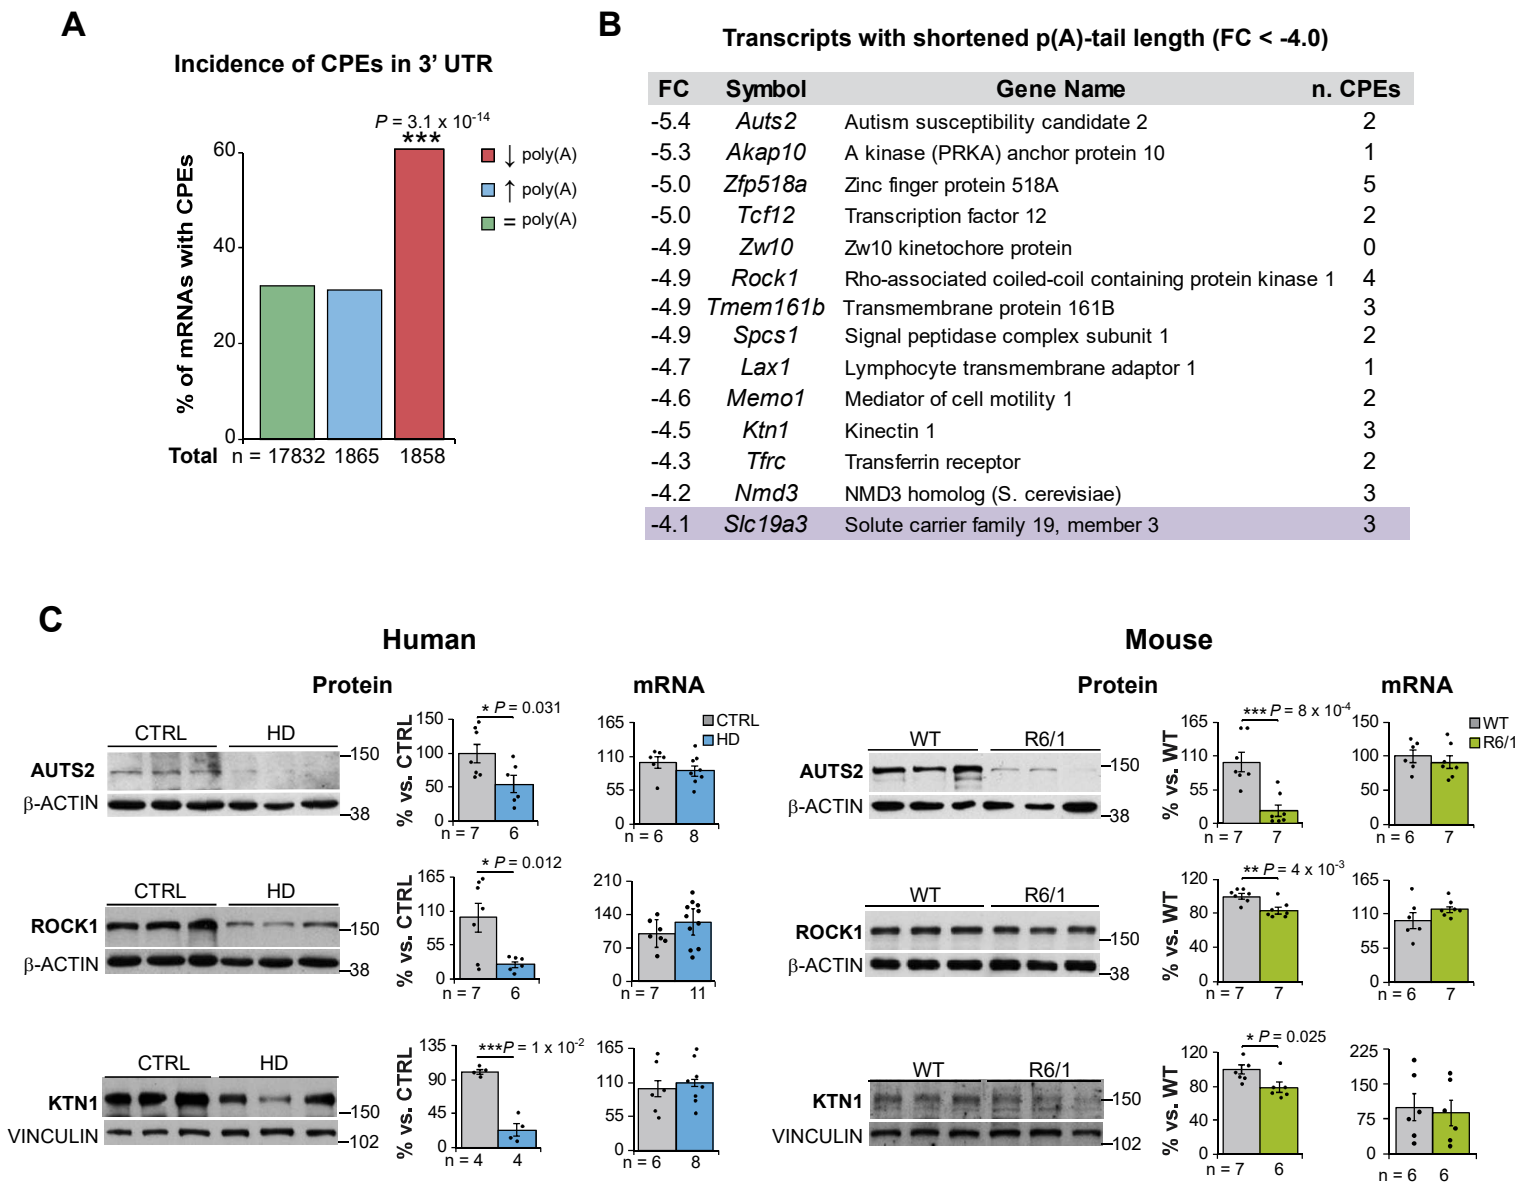 A
Incidence of CPEs in 3' UTR
P = 3.1 x 10-14
***
% of mRNAs with CPEs
60
40
20
0
↓ poly(A)
↑ poly(A)
= poly(A)
Total n = 17832 1865 1858
B
Transcripts with shortened p(A)-tail length (FC < -4.0)
FC Symbol Gene Name n. CPEs
-5.4 Auts2 Autism susceptibility candidate 2 2
-5.3 Akap10 A kinase (PRKA) anchor protein 10 1
-5.0 Zfp518a Zinc finger protein 518A 5
-5.0 Tcf12 Transcription factor 12 2
-4.9 Zw10 Zw10 kinetochore protein 0
-4.9 Rock1 Rho-associated coiled-coil containing protein kinase 1 4
-4.9 Tmem161b Transmembrane protein 161B 3
-4.9 Spcs1 Signal peptidase complex subunit 1 2
-4.7 Lax1 Lymphocyte transmembrane adaptor 1 1
-4.6 Memo1 Mediator of cell motility 1 2
-4.5 Ktn1 Kinectin 1 3
-4.3 Tfrc Transferrin receptor 2
-4.2 Nmd3 NMD3 homolog (S. cerevisiae) 3
-4.1 Slc19a3 Solute carrier family 19, member 3 3
C
Human
Protein
mRNA
CTRL HD
AUTS2
β-ACTIN
150
38
% vs. CTRL
* P = 0.031
150
100
50
0
n = 7 6
165
110
55
0
n = 6 8
CTRL
HD
CTRL HD
ROCK1
β-ACTIN
150
38
% vs. CTRL
* P = 0.012
165
110
55
0
n = 7 6
210
140
70
0
n = 7 11
CTRL HD
KTN1
VINCULIN
150
102
% vs. CTRL
***P = 1 x 10-2
135
90
45
0
n = 4 4
165
110
55
0
n = 6 8
Mouse
Protein
mRNA
WT R6/1
AUTS2
β-ACTIN
150
38
% vs. WT
*** P = 8 x 10-4
165
110
55
0
n = 7 7
150
100
50
0
n = 6 7
WT
R6/1
WT R6/1
ROCK1
β-ACTIN
150
38
% vs. WT
** P = 4 x 10-3
120
80
40
0
n = 7 7
165
110
55
0
n = 6 7
WT R6/1
KTN1
VINCULIN
150
102
% vs. WT
* P = 0.025
120
80
40
0
n = 7 6
225
150
75
0
n = 6 6